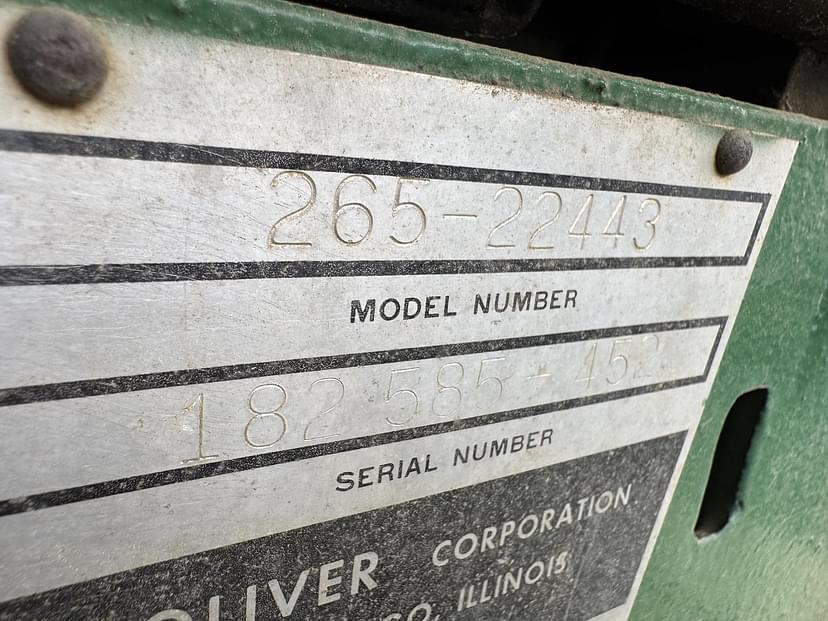 265-22443
MODEL NUMBER
182 585-452
SERIAL NUMBER
OLIVER CORPORATION
ILLINOIS